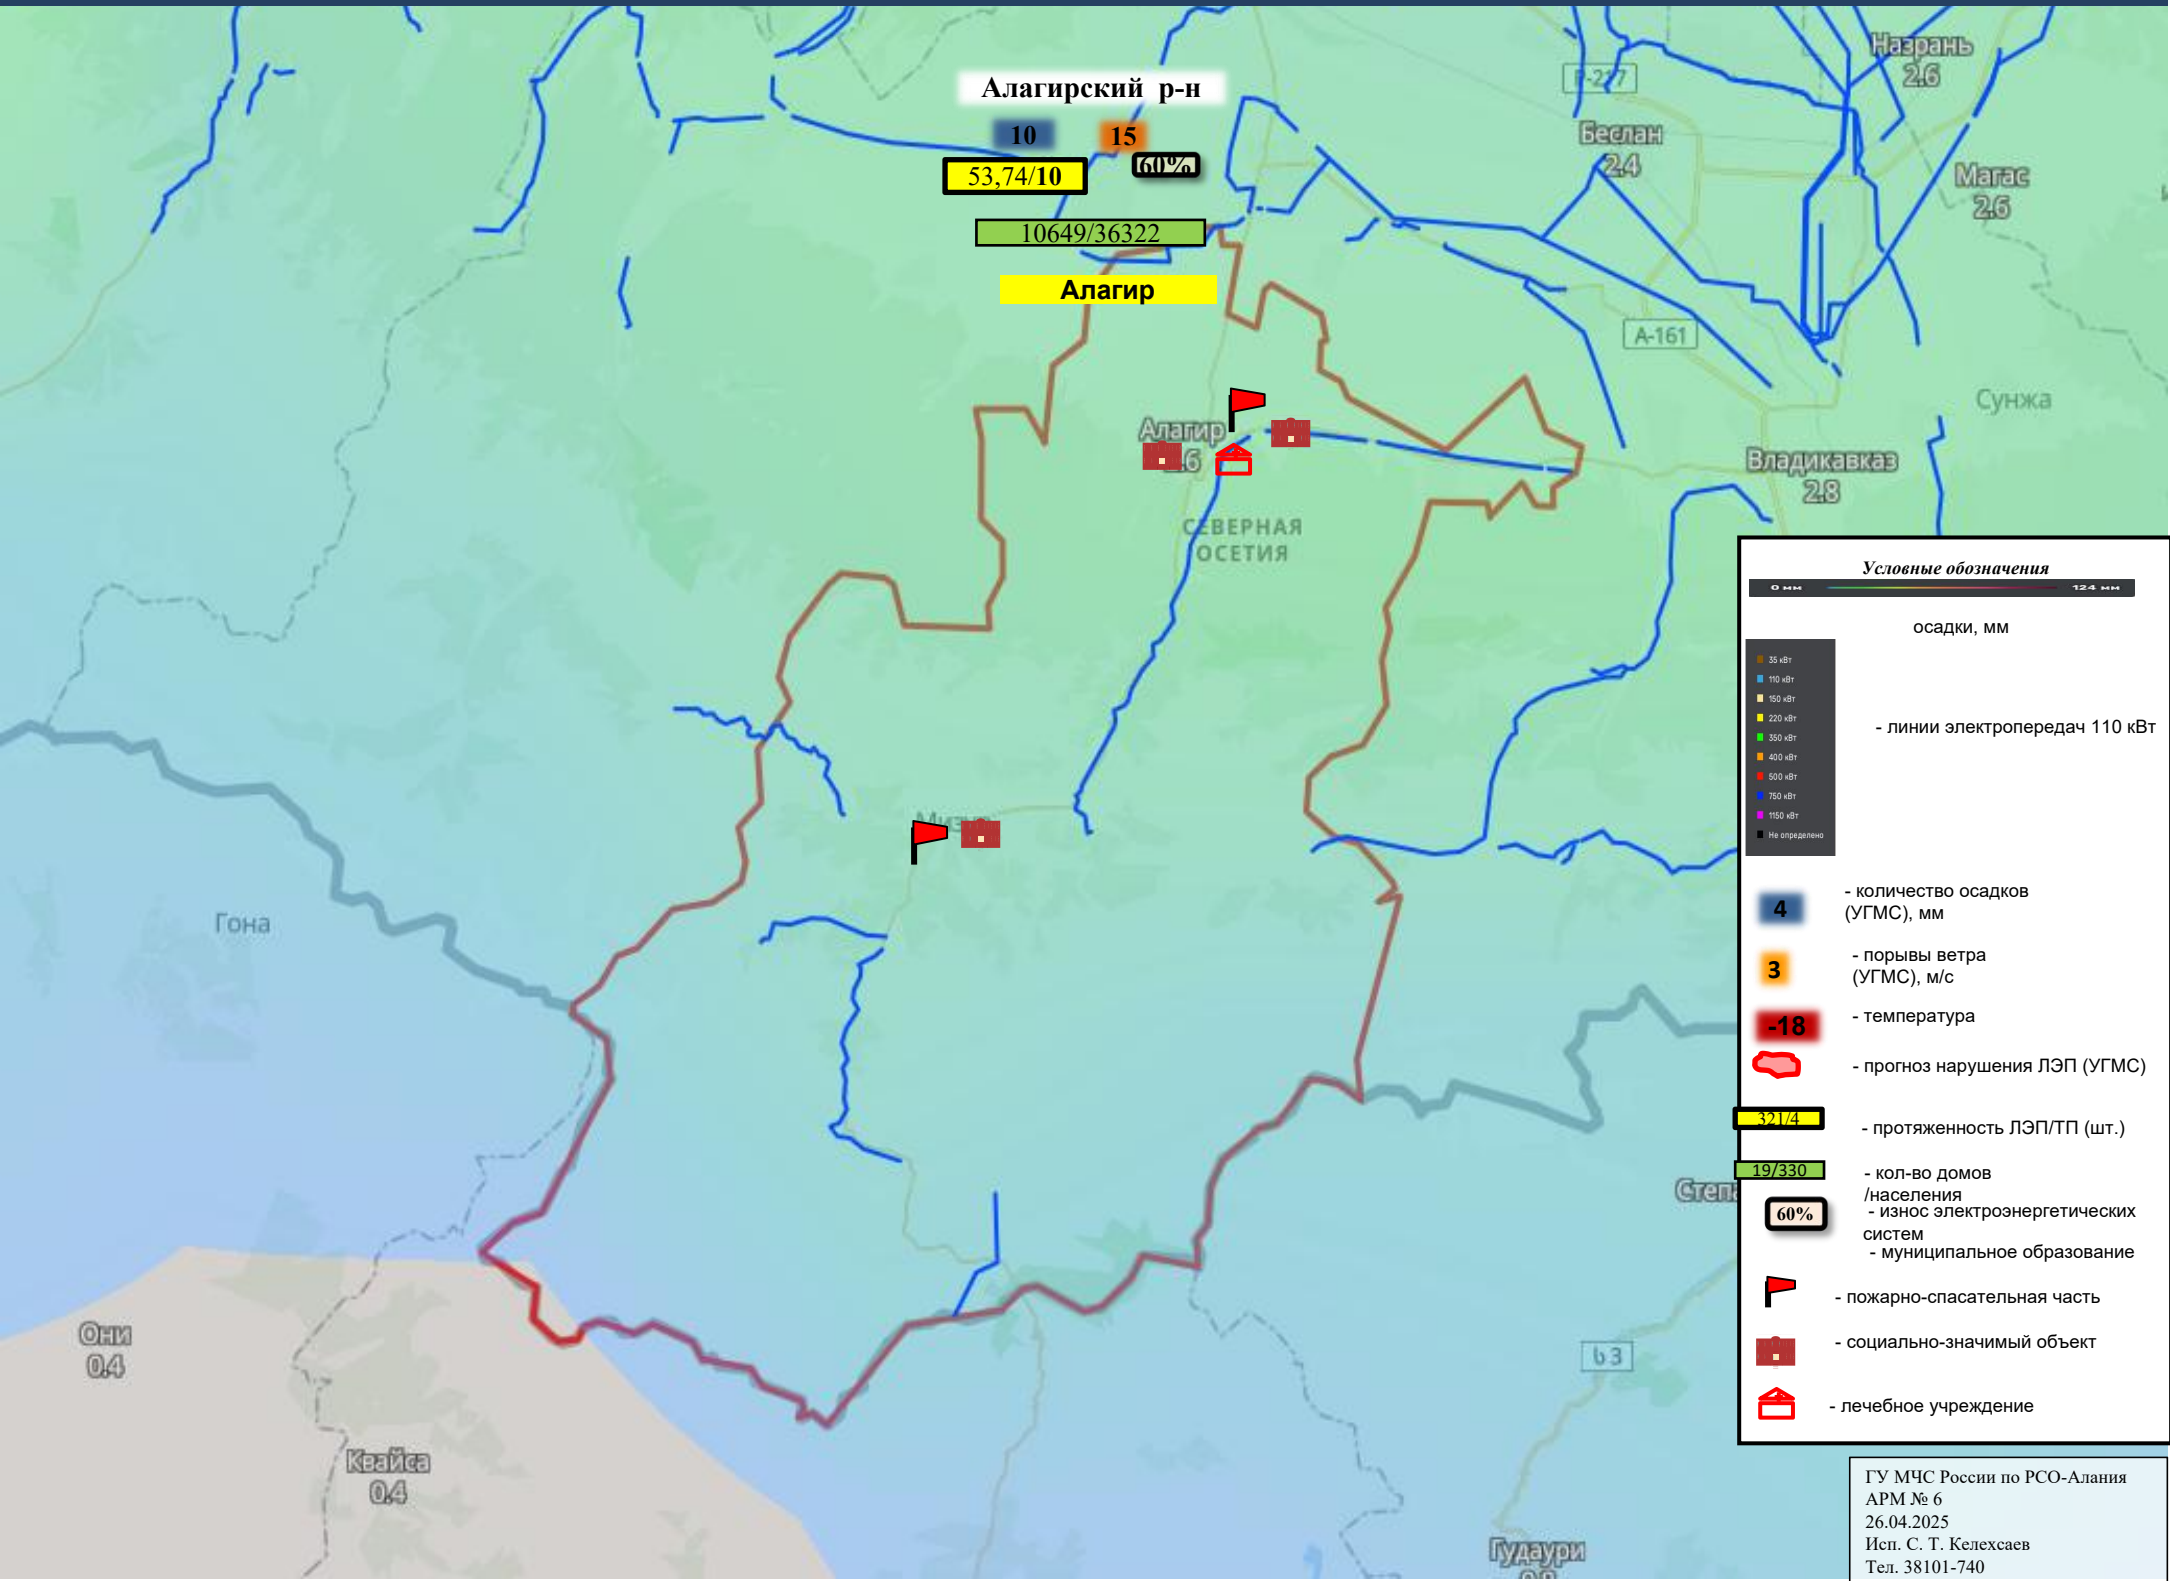 Назрань
2.6
Р-217
Алагирский р-н
10
15
Беслан
2.4
60%
53,74/10
Магас
2.6
10649/36322
Алагир
А-161
Сунжа
Алагир
Владикавказ
2.8
СЕВЕРНАЯ
ОСЕТИЯ
Гона
Они
0.4
Квайса
0.4
ს 3
Гудаури
Условные обозначения
0 мм
124 мм
осадки, мм
35 кВт
110 кВт
150 кВт
220 кВт
350 кВт
400 кВт
500 кВт
750 кВт
1150 кВт
Не определено
- линии электропередач 110 кВт
4
- количество осадков
(УГМС), мм
3
- порывы ветра
(УГМС), м/с
-18
- температура
- прогноз нарушения ЛЭП (УГМС)
321/4
- протяженность ЛЭП/ТП (шт.)
19/330
- кол-во домов
/населения
60%
- износ электроэнергетических
систем
- муниципальное образование
- пожарно-спасательная часть
- социально-значимый объект
- лечебное учреждение
ГУ МЧС России по РСО-Алания
АРМ № 6
26.04.2025
Исп. С. Т. Келехсаев
Тел. 38101-740